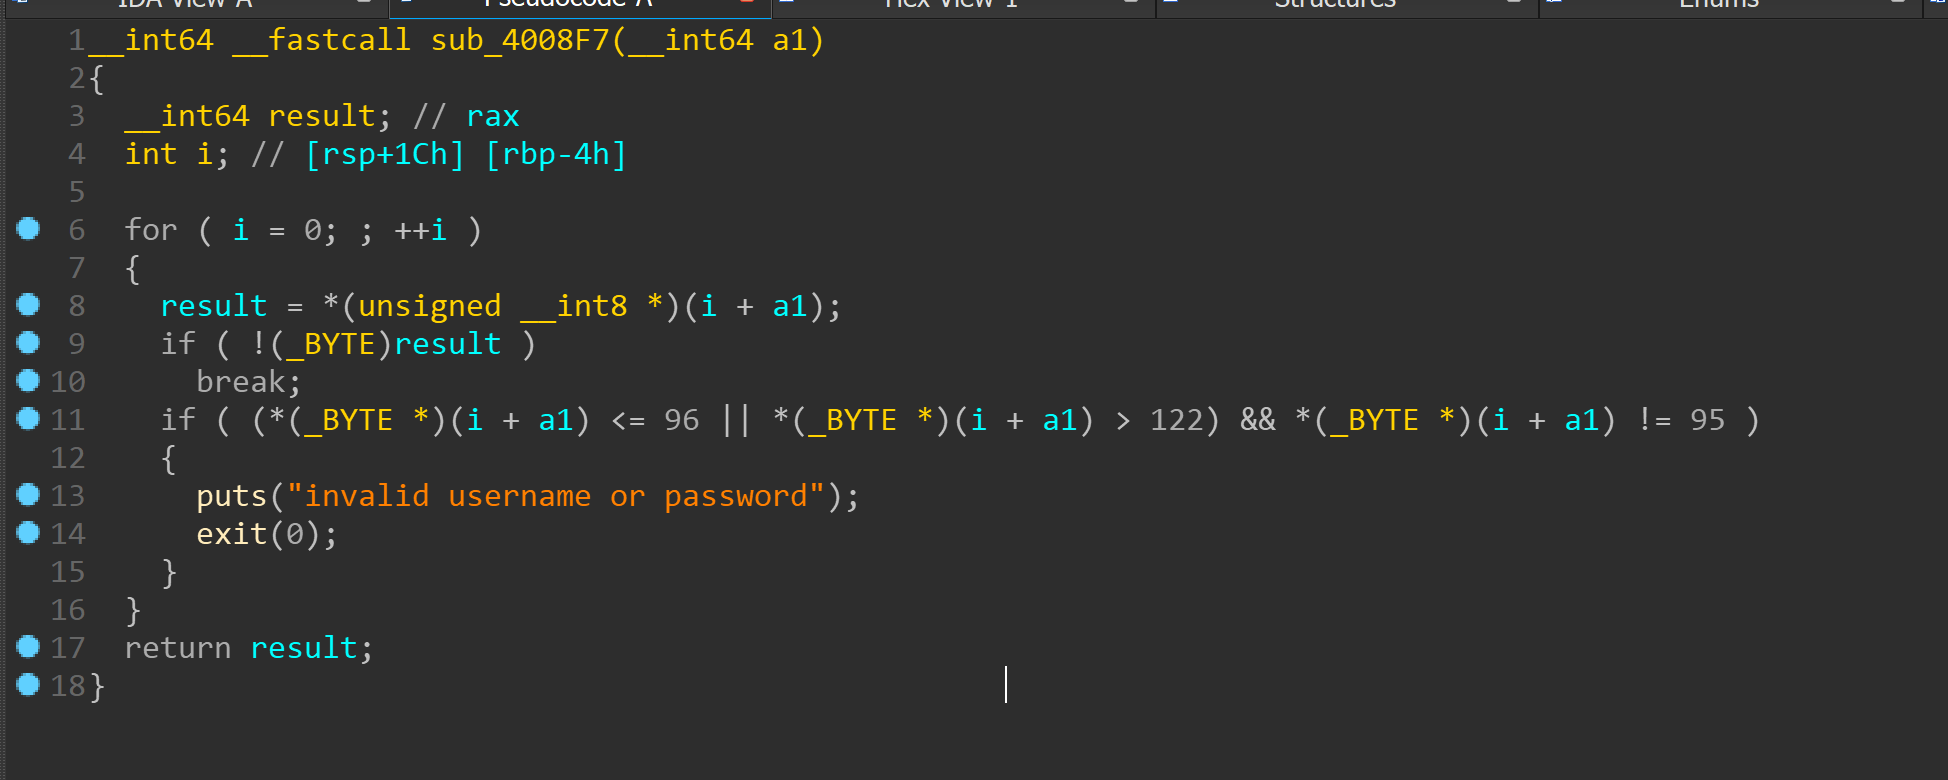 IDA View-A Pseudocode-A Hex View-1 Structures Enums
1 __int64 __fastcall sub_4008F7(__int64 a1)
2 {
3 __int64 result; // rax
4 int i; // [rsp+1Ch] [rbp-4h]
5
6 for ( i = 0; ; ++i )
7 {
8 result = *(unsigned __int8 *)(i + a1);
9 if ( !(_BYTE)result )
10 break;
11 if ( (*(_BYTE *)(i + a1) <= 96 || *(_BYTE *)(i + a1) > 122) && *(_BYTE *)(i + a1) != 95 )
12 {
13 puts("invalid username or password");
14 exit(0);
15 }
16 }
17 return result;
18 }